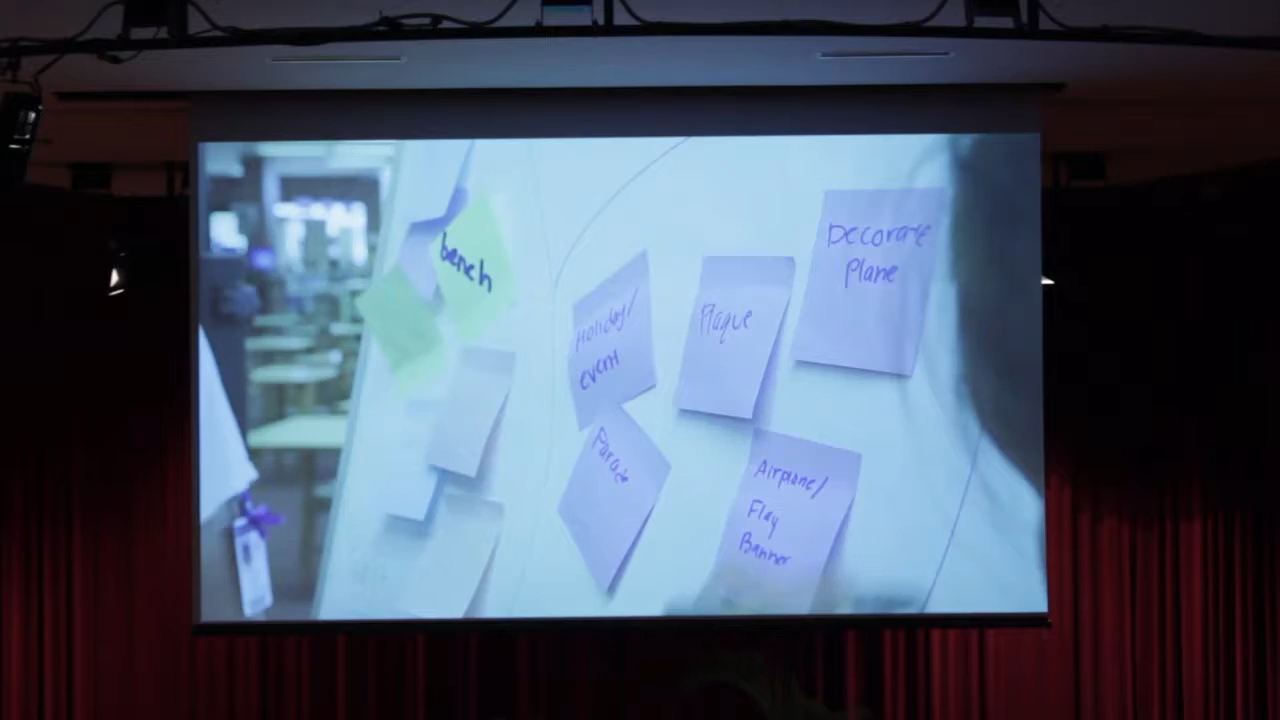 bench
Holiday/
event
Plaque
Decorate
Plane
Parade
Airplane/
Flag
Banner